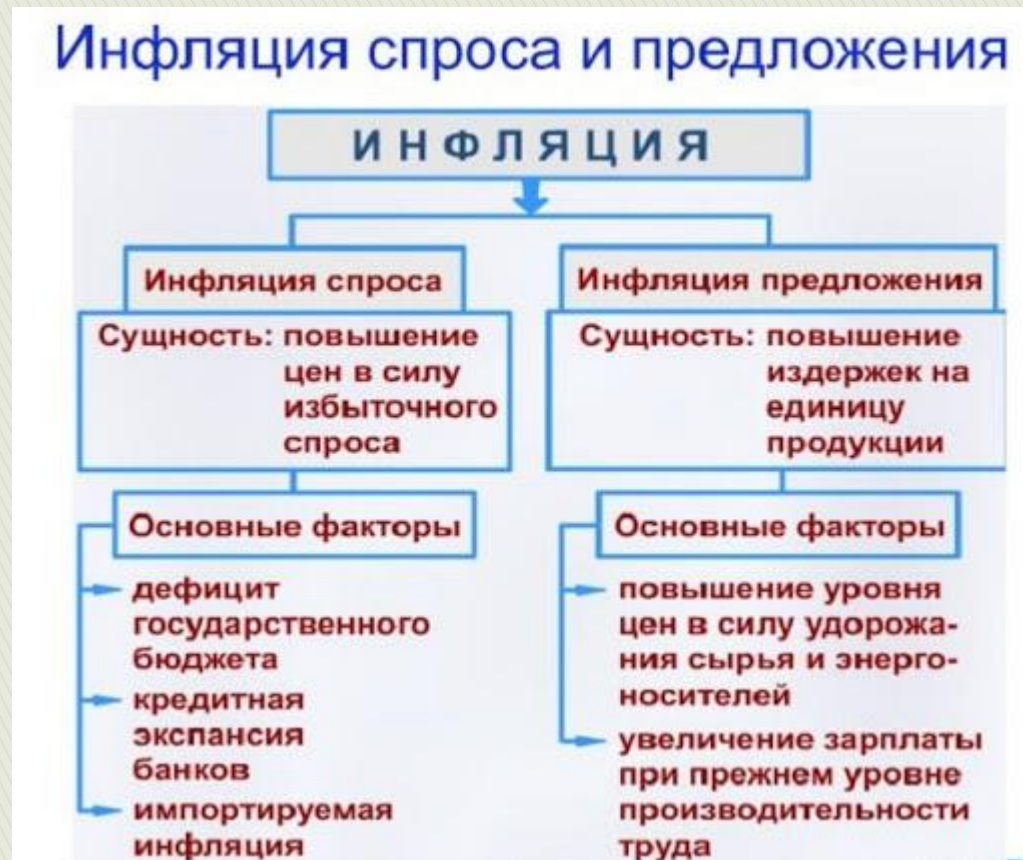 Инфляция спроса и предложения
ИНФЛЯЦИЯ
Инфляция спроса
Сущность: повышение
цен в силу
избыточного
спроса
Основные факторы
дефицит
государственного
бюджета
кредитная
экспансия
банков
импортируемая
инфляция
Инфляция предложения
Сущность: повышение
издержек на
единицу
продукции
Основные факторы
повышение уровня
цен в силу удорожа-
ния сырья и энерго-
носителей
увеличение зарплаты
при прежнем уровне
производительности
труда